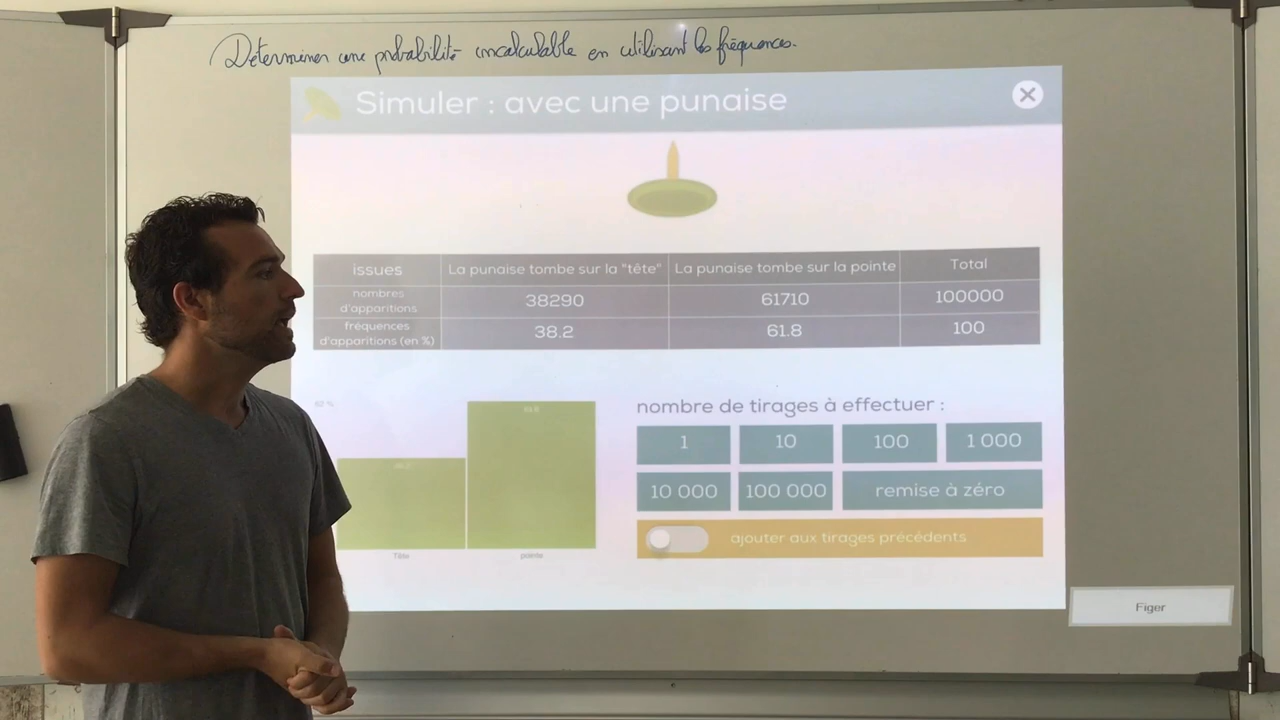 Déterminer une probabilité incalculable en utilisant les fréquences.
Simuler : avec une punaise
issues La punaise tombe sur la "tête" La punaise tombe sur la pointe Total
nombres d'apparitions 38290 61710 100000
fréquences d'apparitions (en %) 38.2 61.8 100
62 %
nombre de tirages à effectuer :
1 10 100 1 000
10 000 100 000 remise à zéro
ajouter aux tirages précédents
Tête pointe
Figer